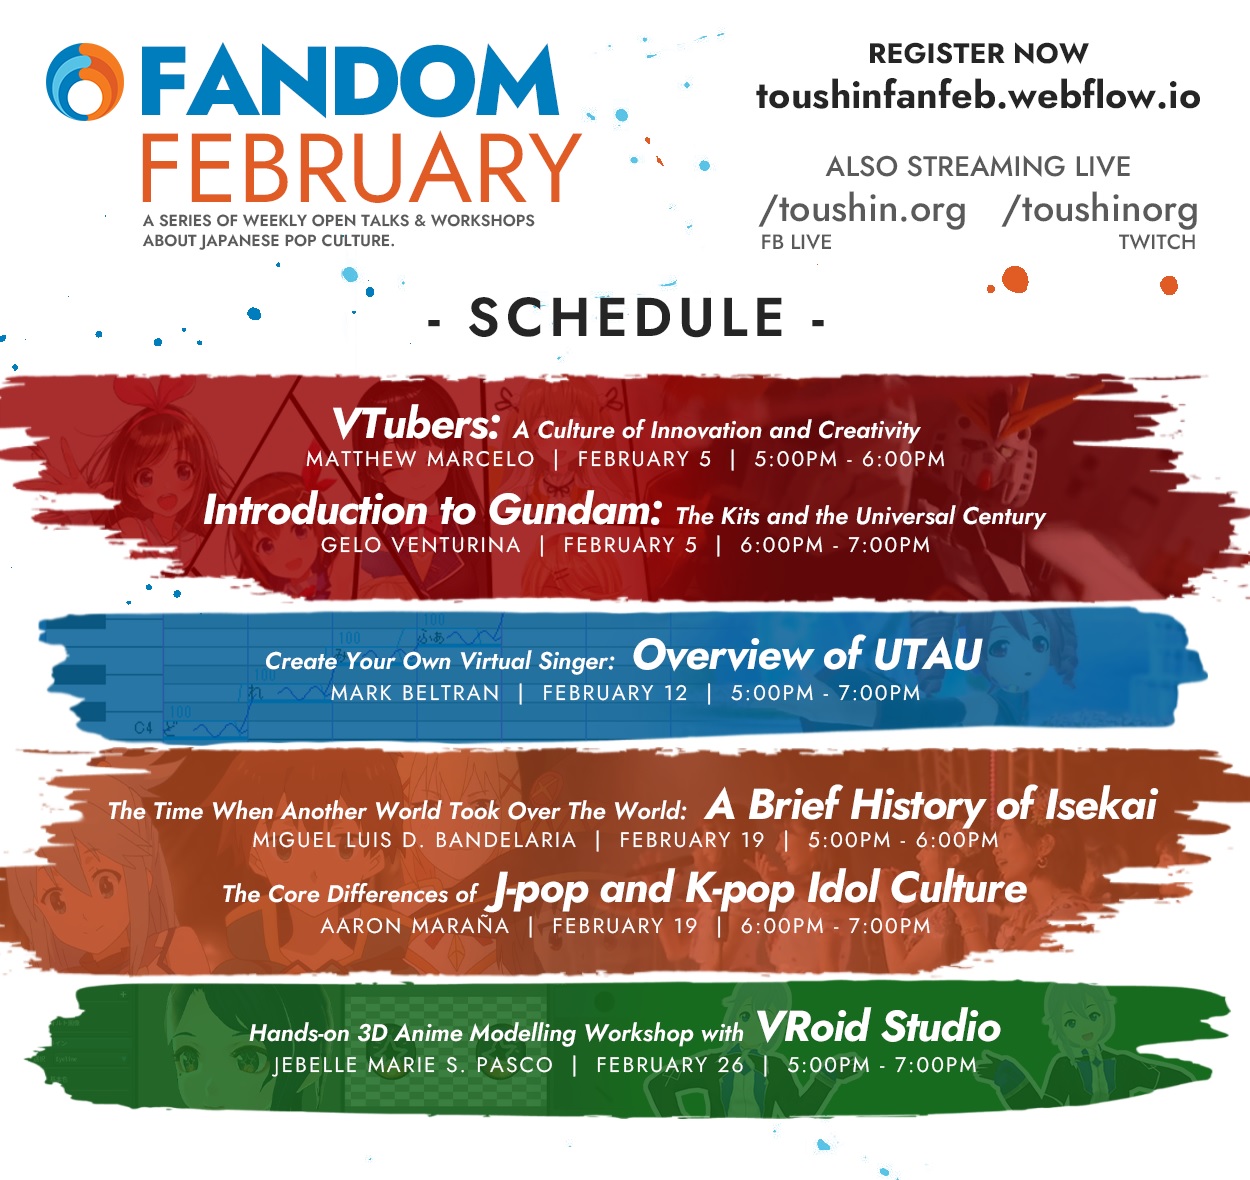 FANDOM
FEBRUARY
A SERIES OF WEEKLY OPEN TALKS & WORKSHOPS
ABOUT JAPANESE POP CULTURE.
REGISTER NOW
toushinfanfeb.webflow.io
ALSO STREAMING LIVE
/toushin.org /toushinorg
FB LIVE TWITCH
- SCHEDULE -
VTubers: A Culture of Innovation and Creativity
MATTHEW MARCELO | FEBRUARY 5 | 5:00PM - 6:00PM
Introduction to Gundam: The Kits and the Universal Century
GELO VENTURINA | FEBRUARY 5 | 6:00PM - 7:00PM
100 100
Create Your Own Virtual Singer: Overview of UTAU
100
MARK BELTRAN | FEBRUARY 12 | 5:00PM - 7:00PM
100
C4
The Time When Another World Took Over The World: A Brief History of Isekai
MIGUEL LUIS D. BANDELARIA | FEBRUARY 19 | 5:00PM - 6:00PM
The Core Differences of J-pop and K-pop Idol Culture
AARON MARAÑA | FEBRUARY 19 | 6:00PM - 7:00PM
Hands-on 3D Anime Modelling Workshop with VRoid Studio
JEBELLE MARIE S. PASCO | FEBRUARY 26 | 5:00PM - 7:00PM